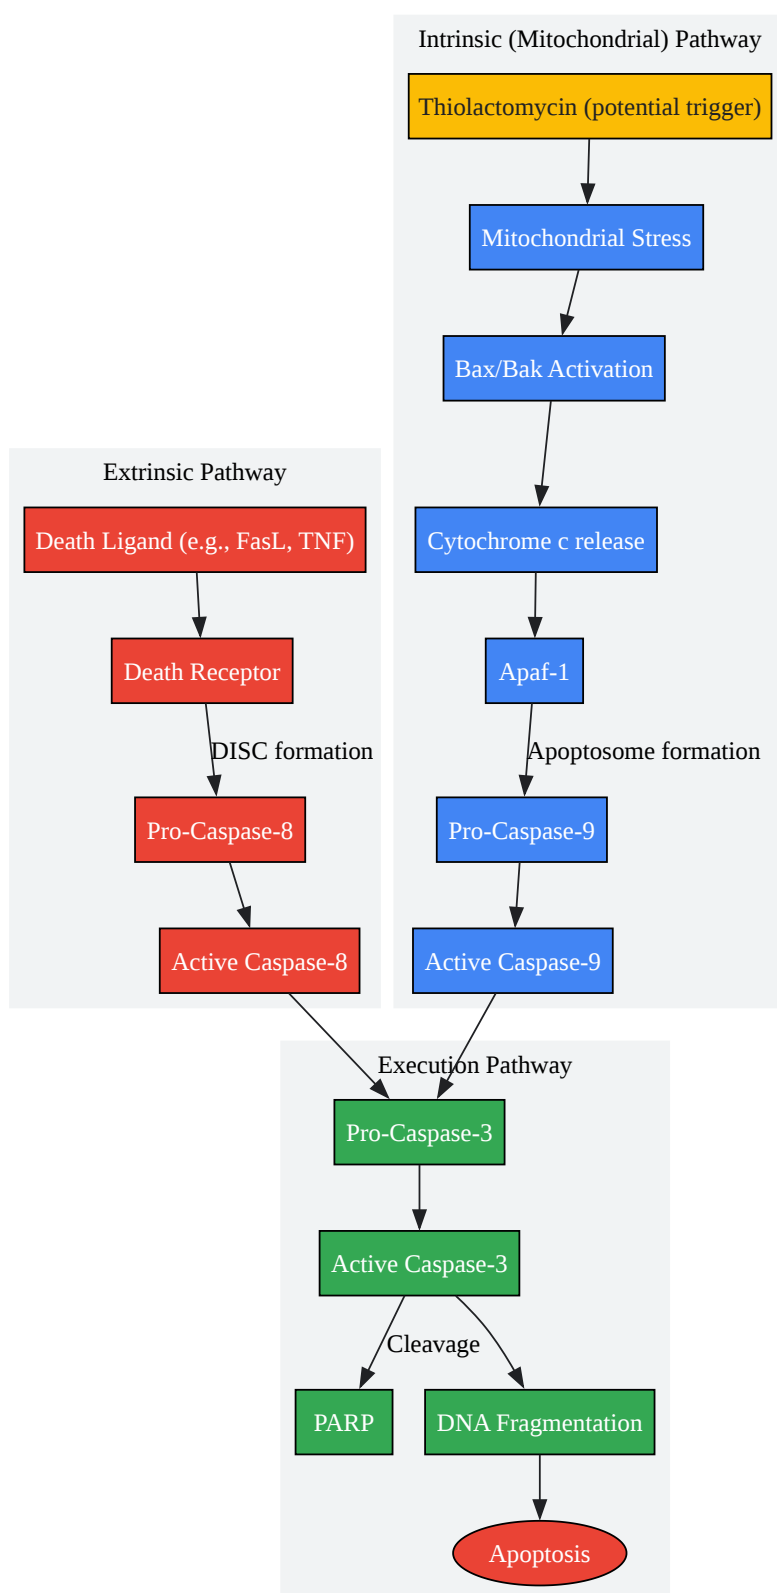 Intrinsic (Mitochondrial) Pathway
Thiolactomycin (potential trigger)
Mitochondrial Stress
Bax/Bak Activation
Cytochrome c release
Apaf-1
Apoptosome formation
Pro-Caspase-9
Active Caspase-9
Extrinsic Pathway
Death Ligand (e.g., FasL, TNF)
Death Receptor
DISC formation
Pro-Caspase-8
Active Caspase-8
Execution Pathway
Pro-Caspase-3
Active Caspase-3
Cleavage
PARP
DNA Fragmentation
Apoptosis